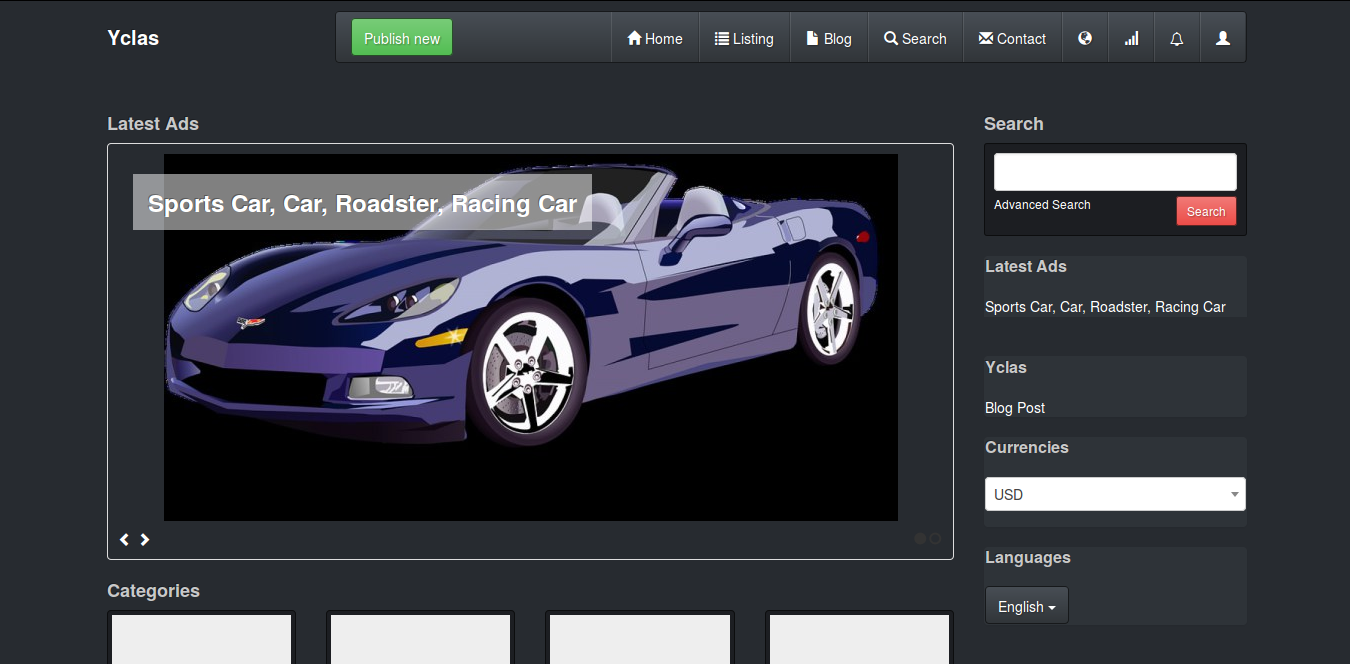 Yclas
Publish new
Home
Listing
Blog
Search
Contact
Latest Ads
Sports Car, Car, Roadster, Racing Car
Categories
Search
Advanced Search
Search
Latest Ads
Sports Car, Car, Roadster, Racing Car
Yclas
Blog Post
Currencies
USD
Languages
English